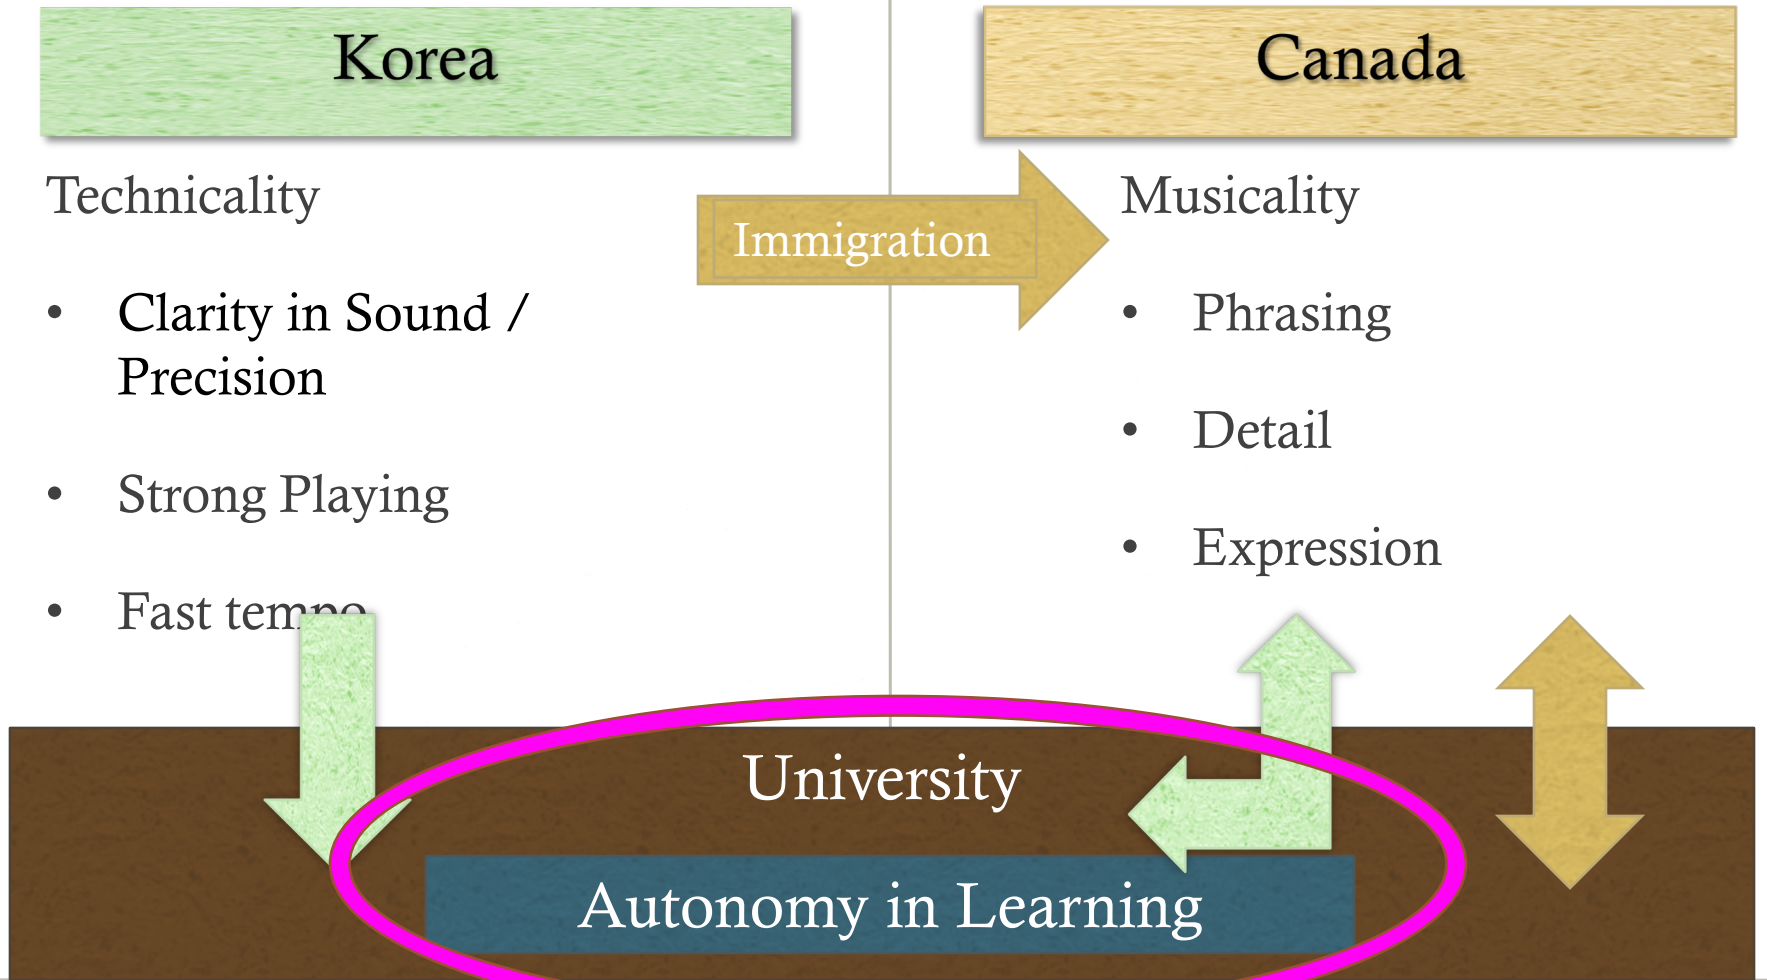 Korea
Technicality
• Clarity in Sound /
Precision
• Strong Playing
• Fast tempo
Immigration
Canada
Musicality
• Phrasing
• Detail
• Expression
University
Autonomy in Learning